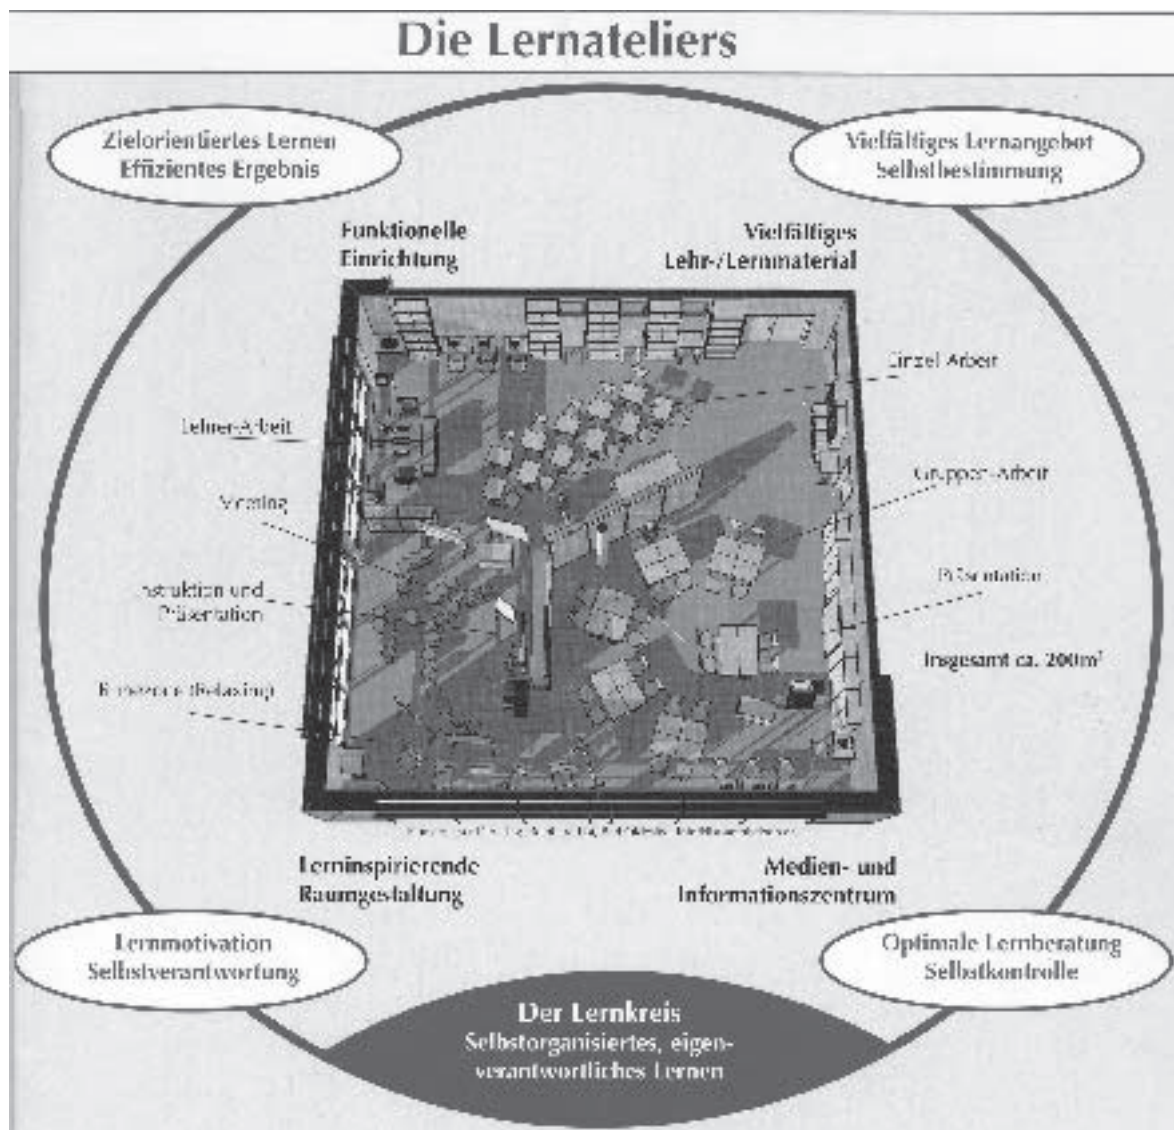 Die Lernateliers
Zielorientiertes Lernen
Effizientes Ergebnis
Vielfältiges Lernangebot
Selbstbestimmung
Funktionelle
Einrichtung
Vielfältiges
Lehr-/Lernmaterial
Einzel-Arbeit
Lehrer-Arbeit
Gruppen-Arbeit
Meeting
Präsentation
Instruktion und
Präsentation
Insgesamt ca. 200m²
Ruhezone (Relaxing)
Lerninspirierende
Raumgestaltung
Medien- und
Informationszentrum
Lernmotivation
Selbstverantwortung
Optimale Lernberatung
Selbstkontrolle
Der Lernkreis
Selbstorganisiertes, eigen-
verantwortliches Lernen